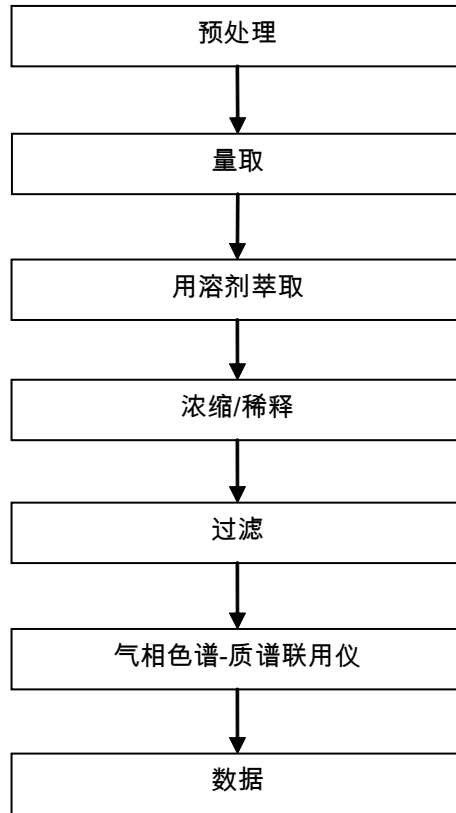 预处理
量取
用溶剂萃取
浓缩/稀释
过滤
气相色谱-质谱联用仪
数据